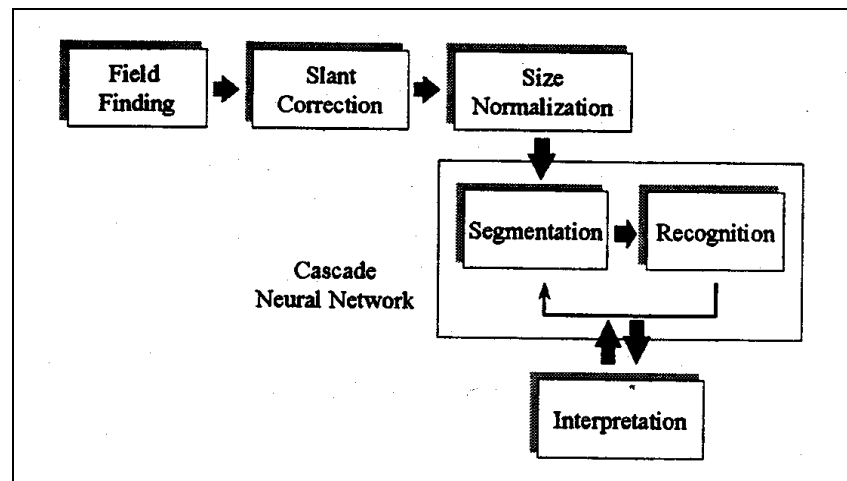 Field
Finding
Slant
Correction
Size
Normalization
Segmentation
Recognition
Cascade
Neural Network
Interpretation